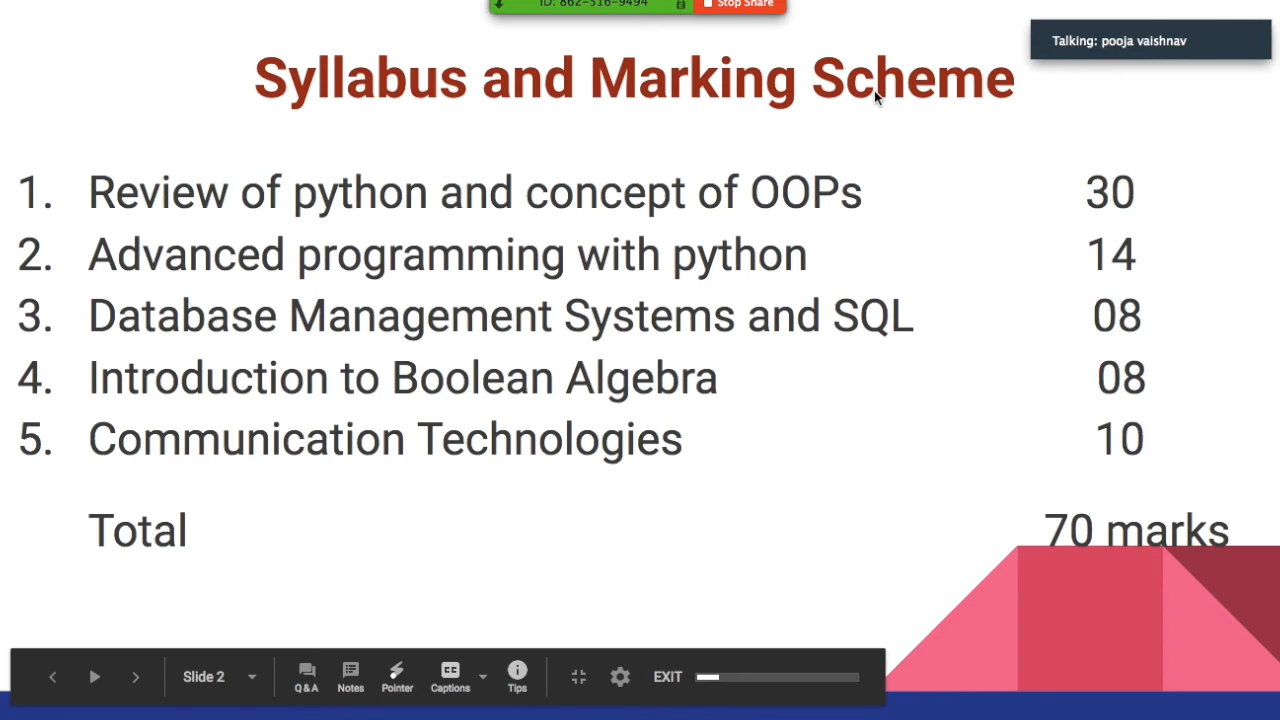 ID: 862-316-9494 Stop Share
Talking: pooja vaishnav
Syllabus and Marking Scheme
1. Review of python and concept of OOPs 30
2. Advanced programming with python 14
3. Database Management Systems and SQL 08
4. Introduction to Boolean Algebra 08
5. Communication Technologies 10
Total 70 marks
Slide 2 Q&A Notes Pointer Captions Tips EXIT